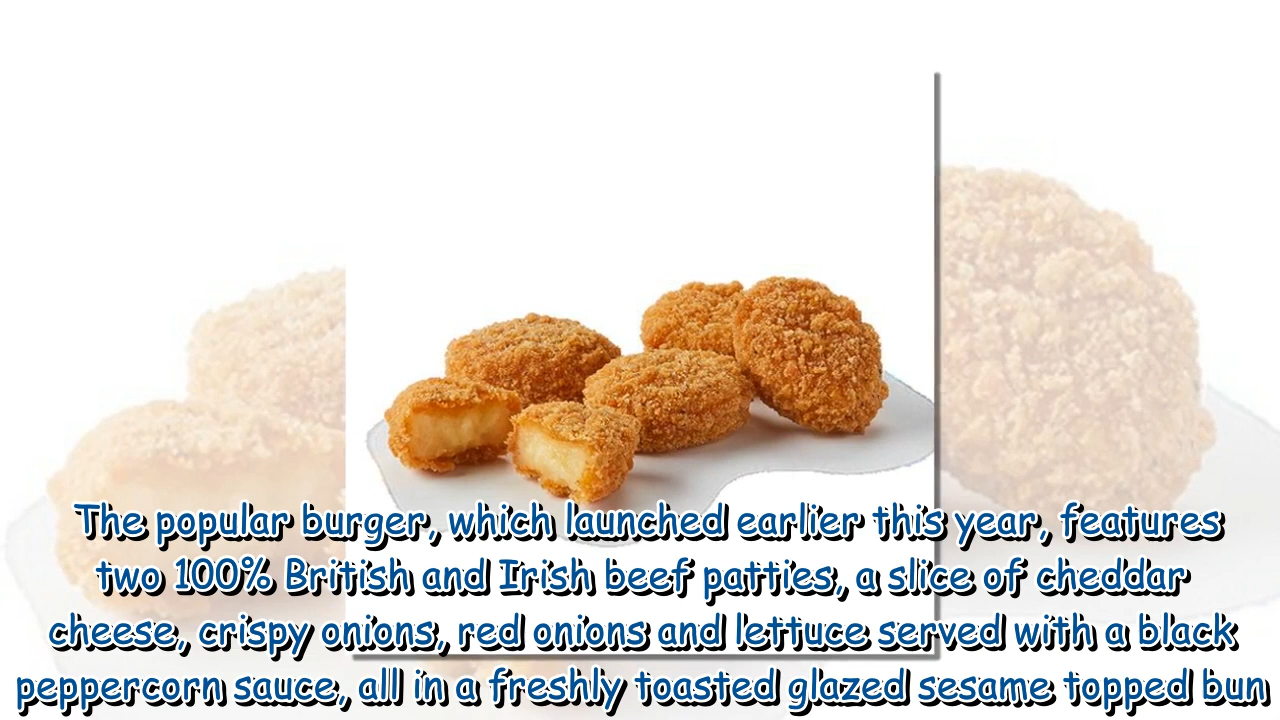 The popular burger, which launched earlier this year, features
two 100% British and Irish beef patties, a slice of cheddar
cheese, crispy onions, red onions and lettuce served with a black
peppercorn sauce, all in a freshly toasted glazed sesame topped bun